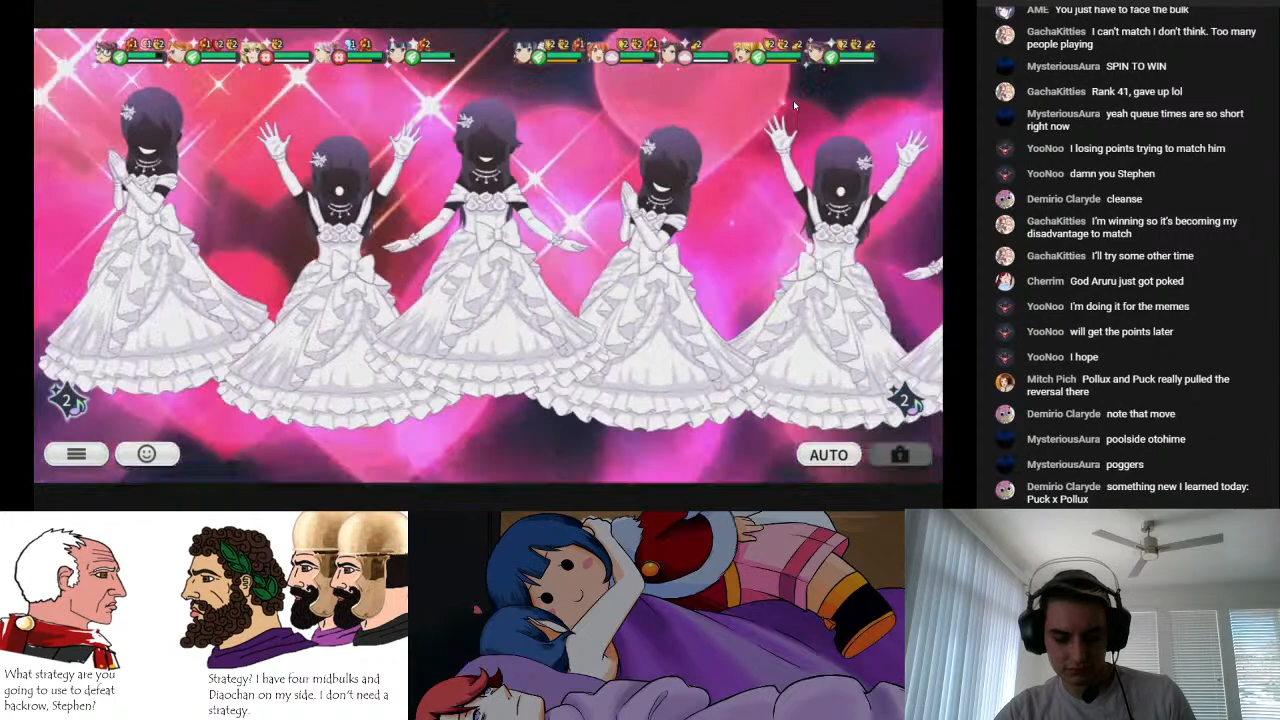 AME You just have to face the bulk
GachaKitties I can't match I don't think. Too many
people playing
MysteriousAura SPIN TO WIN
GachaKitties Rank 41, gave up lol
MysteriousAura yeah queue times are so short
right now
YooNoo I losing points trying to match him
YooNoo damn you Stephen
Demirio Claryde cleanse
GachaKitties I'm winning so it's becoming my
disadvantage to match
GachaKitties I'll try some other time
Cherrim God Aruru just got poked
YooNoo I'm doing it for the memes
YooNoo will get the points later
YooNoo I hope
Mitch Pich Pollux and Puck really pulled the
reversal there
Demirio Claryde note that move
MysteriousAura poolside otohime
MysteriousAura poggers
Demirio Claryde something new I learned today:
Puck x Pollux
2
2
AUTO
What strategy are you
going to use to defeat
backrow, Stephen?
Strategy? I have four midbulks and
Diaochan on my side. I don't need a
strategy.